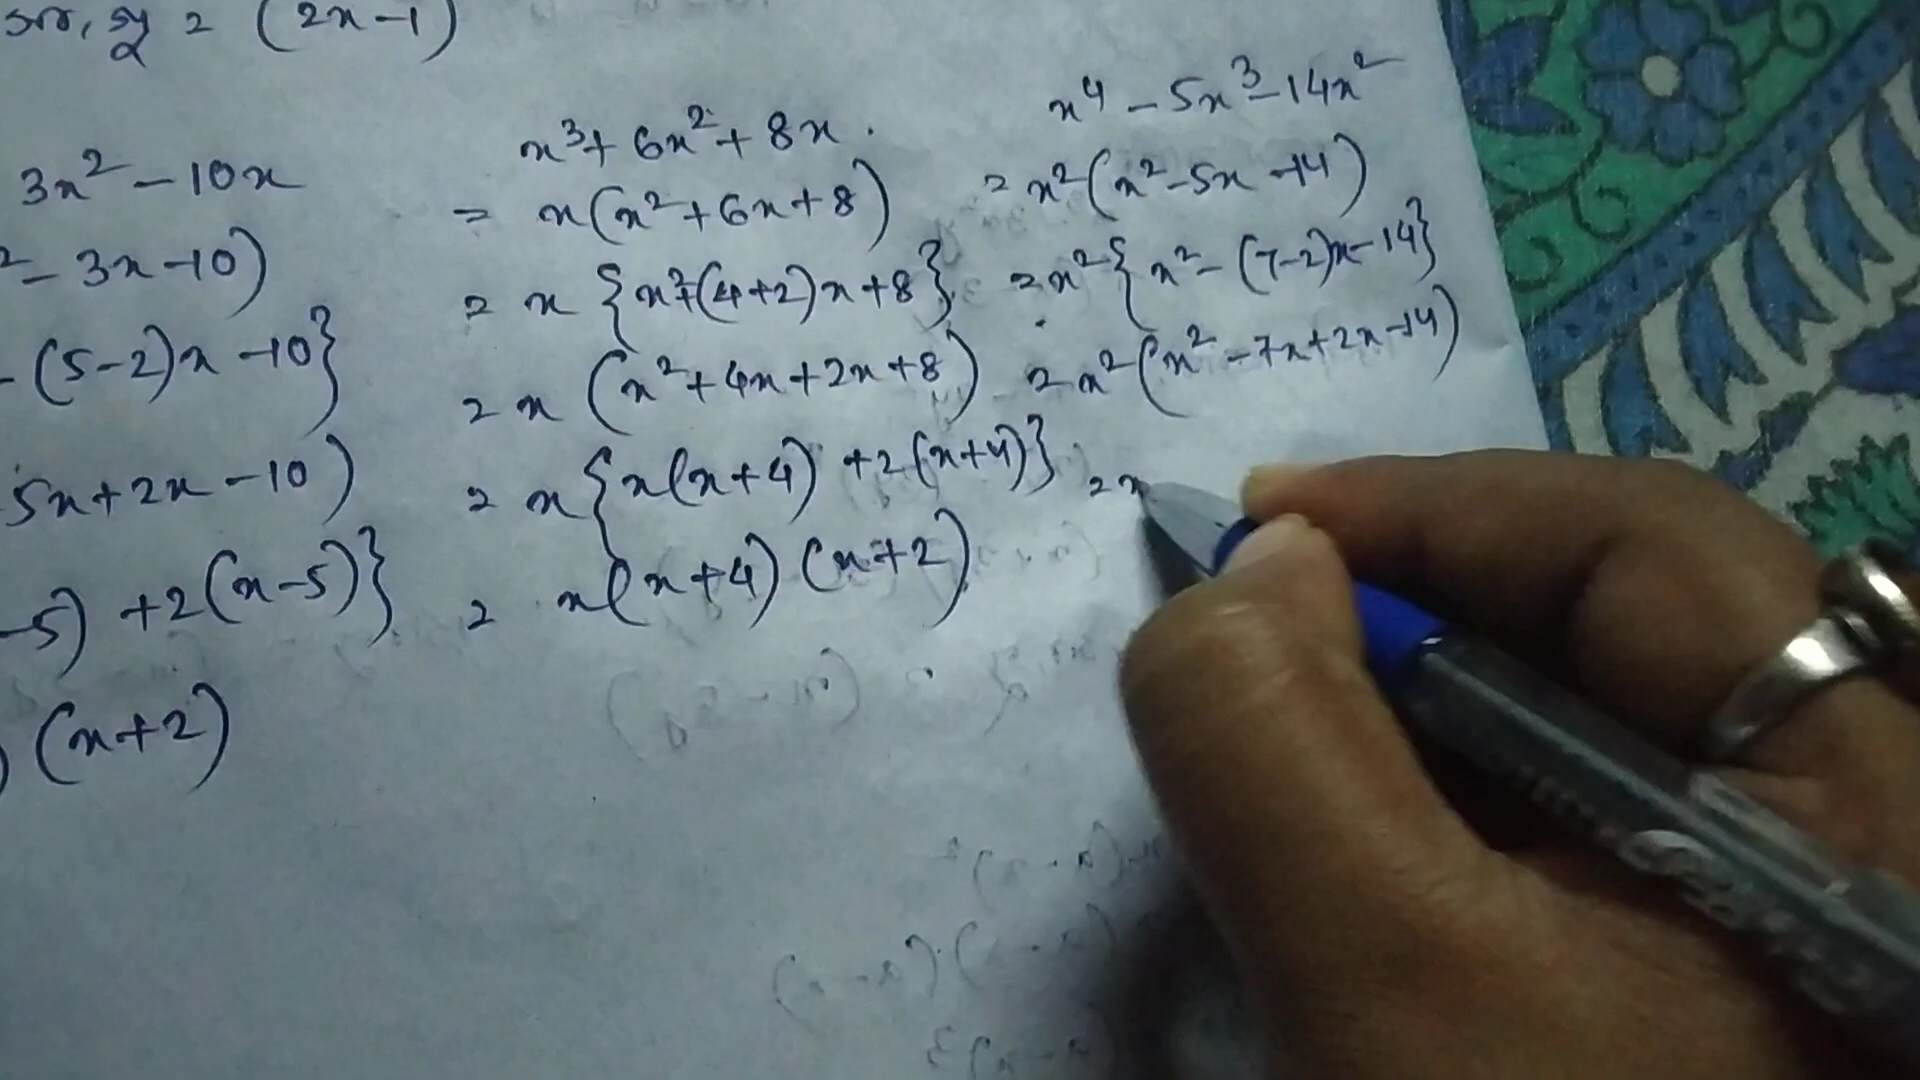 (2x-1)
3x² - 10x
² - 3x - 10)
- (5-2)x - 10}
5x + 2x - 10)
-5) + 2(x-5)}
) (x+2)
x³ + 6x² + 8x
= x(x² + 6x + 8)
= x{x² + (4+2)x + 8}
= x(x² + 4x + 2x + 8)
= x{x(x+4) + 2(x+4)}
= x(x+4)(x+2)
x⁴ - 5x³ - 14x²
= x²(x² - 5x - 14)
= x²{x² - (7-2)x - 14}
= x²(x² - 7x + 2x - 14)
= x